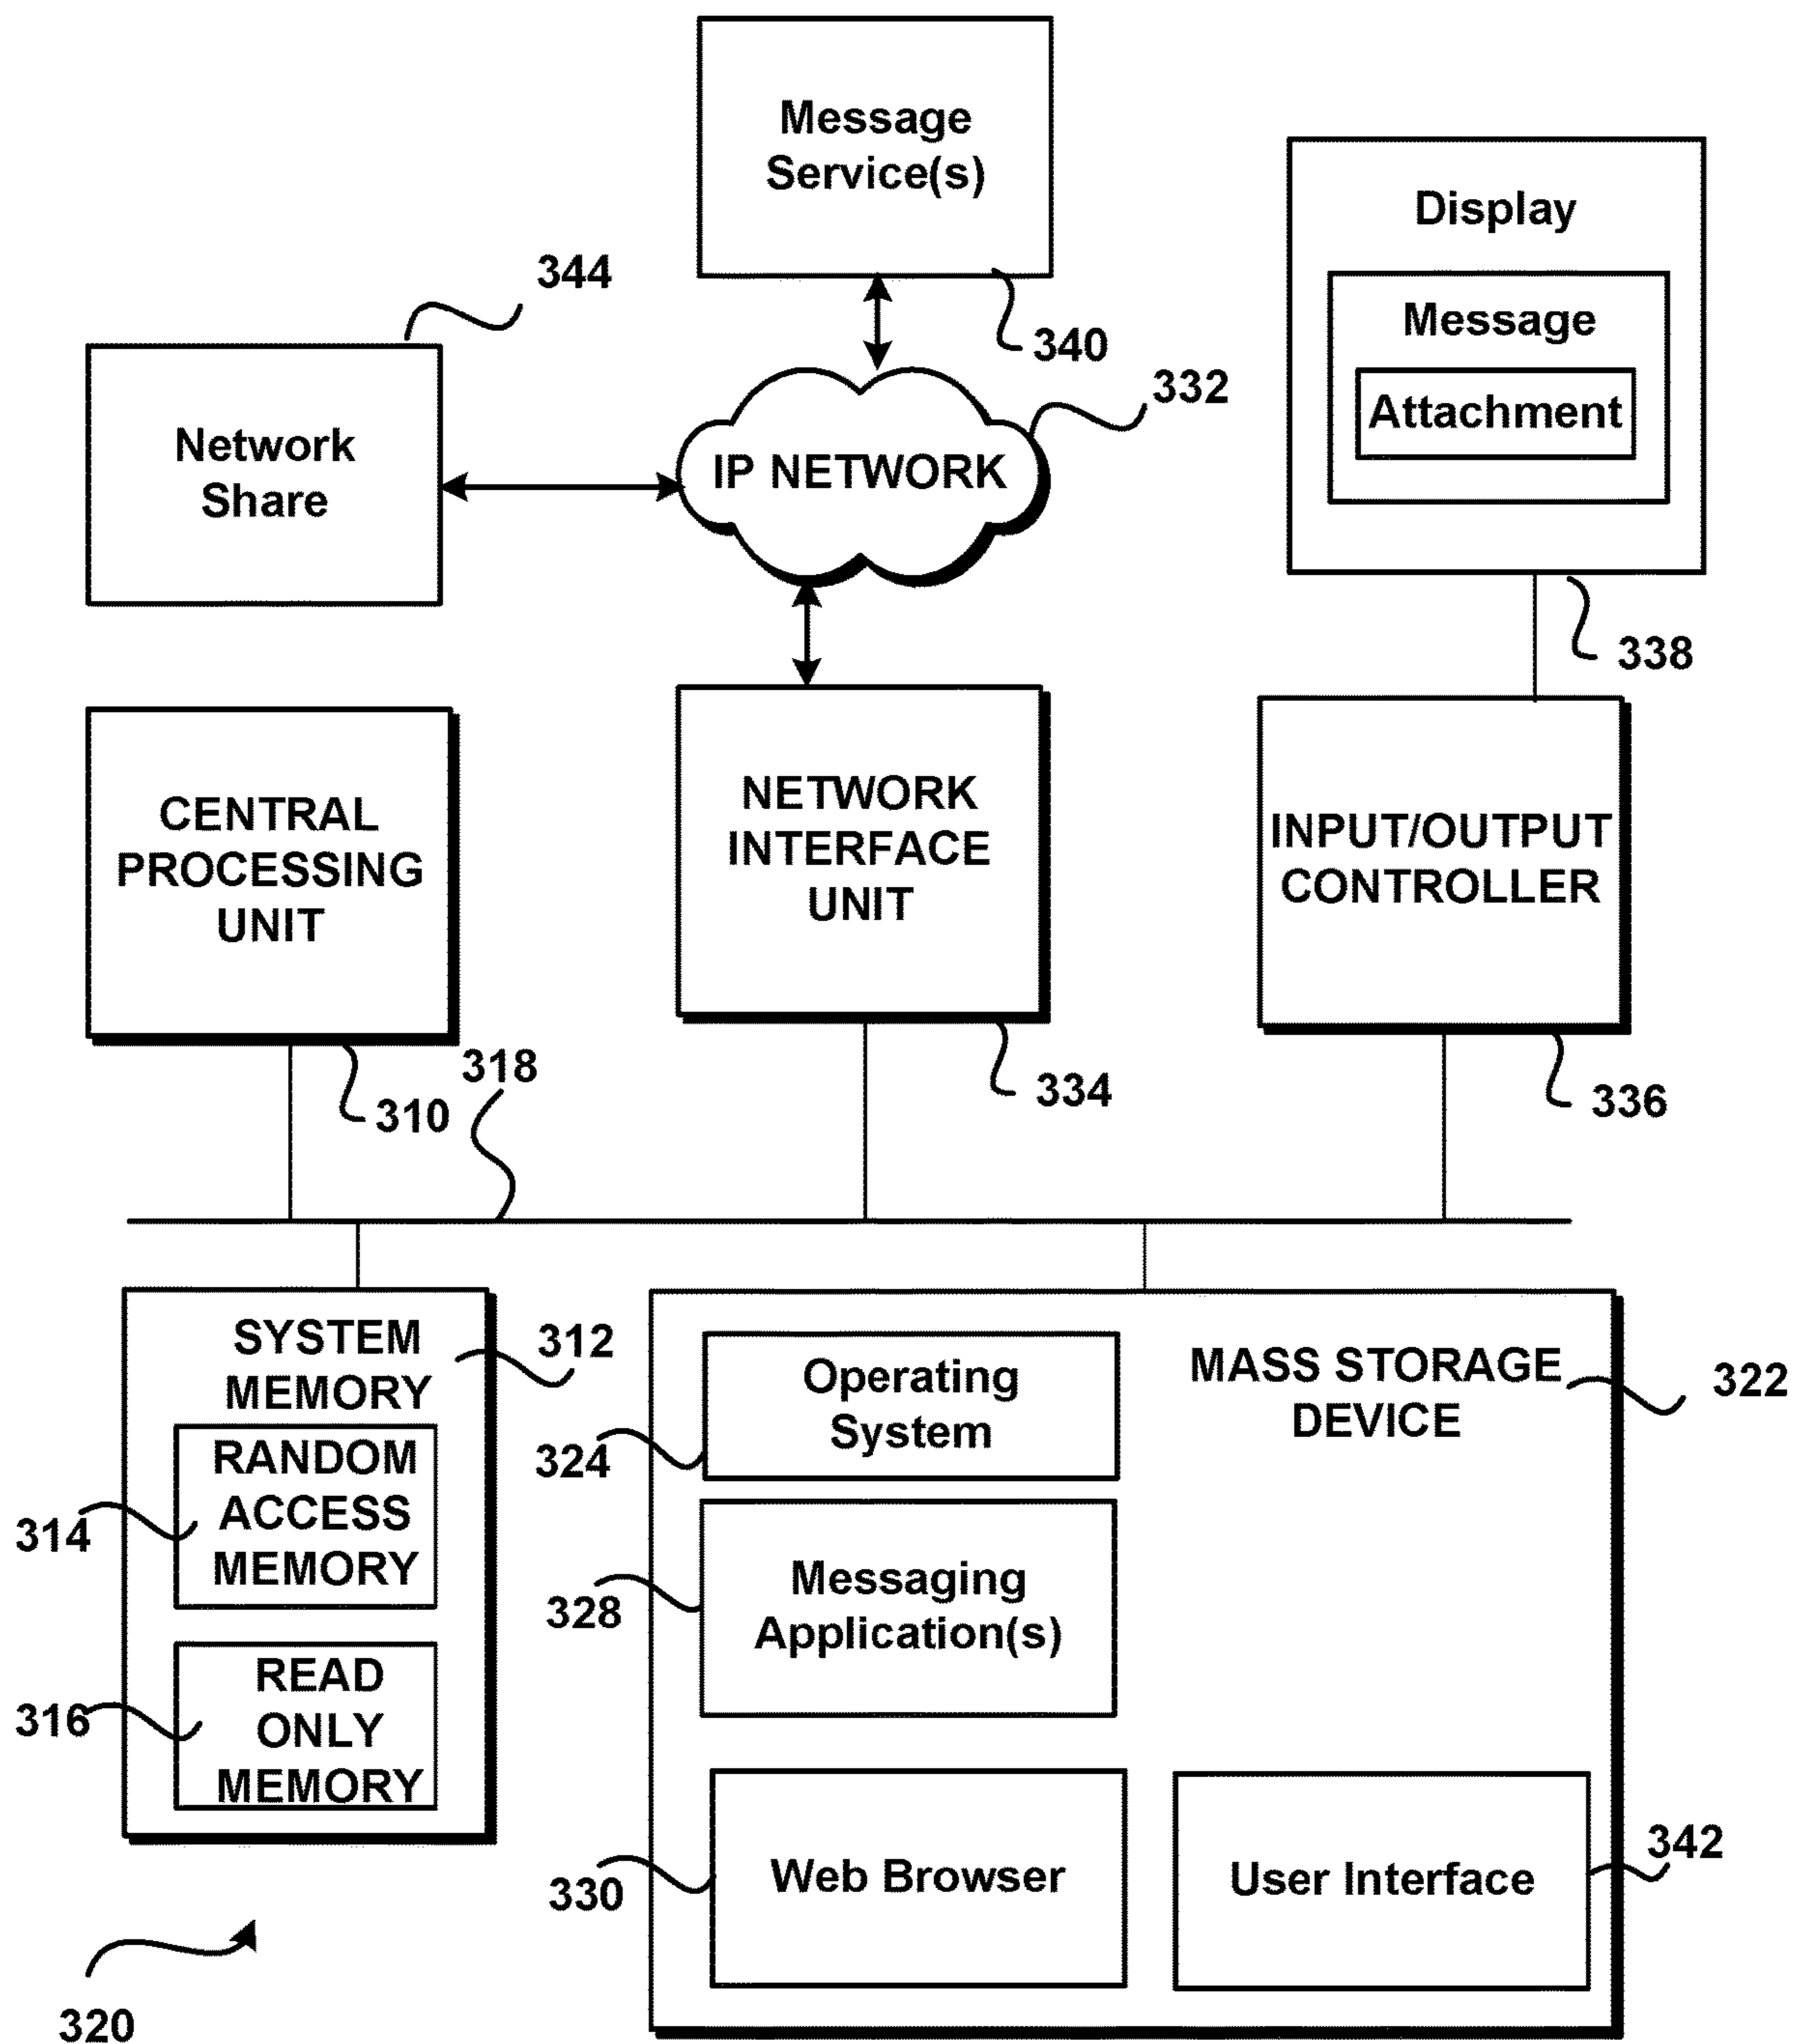 Message
Service(s)
340
Display
Message
Attachment
338
344
Network
Share
332
IP NETWORK
CENTRAL
PROCESSING
UNIT
310
NETWORK
INTERFACE
UNIT
334
INPUT/OUTPUT
CONTROLLER
336
318
SYSTEM
MEMORY
312
RANDOM
ACCESS
MEMORY
314
READ
ONLY
MEMORY
316
MASS STORAGE
DEVICE
322
Operating
System
324
Messaging
Application(s)
328
Web Browser
330
User Interface
342
320